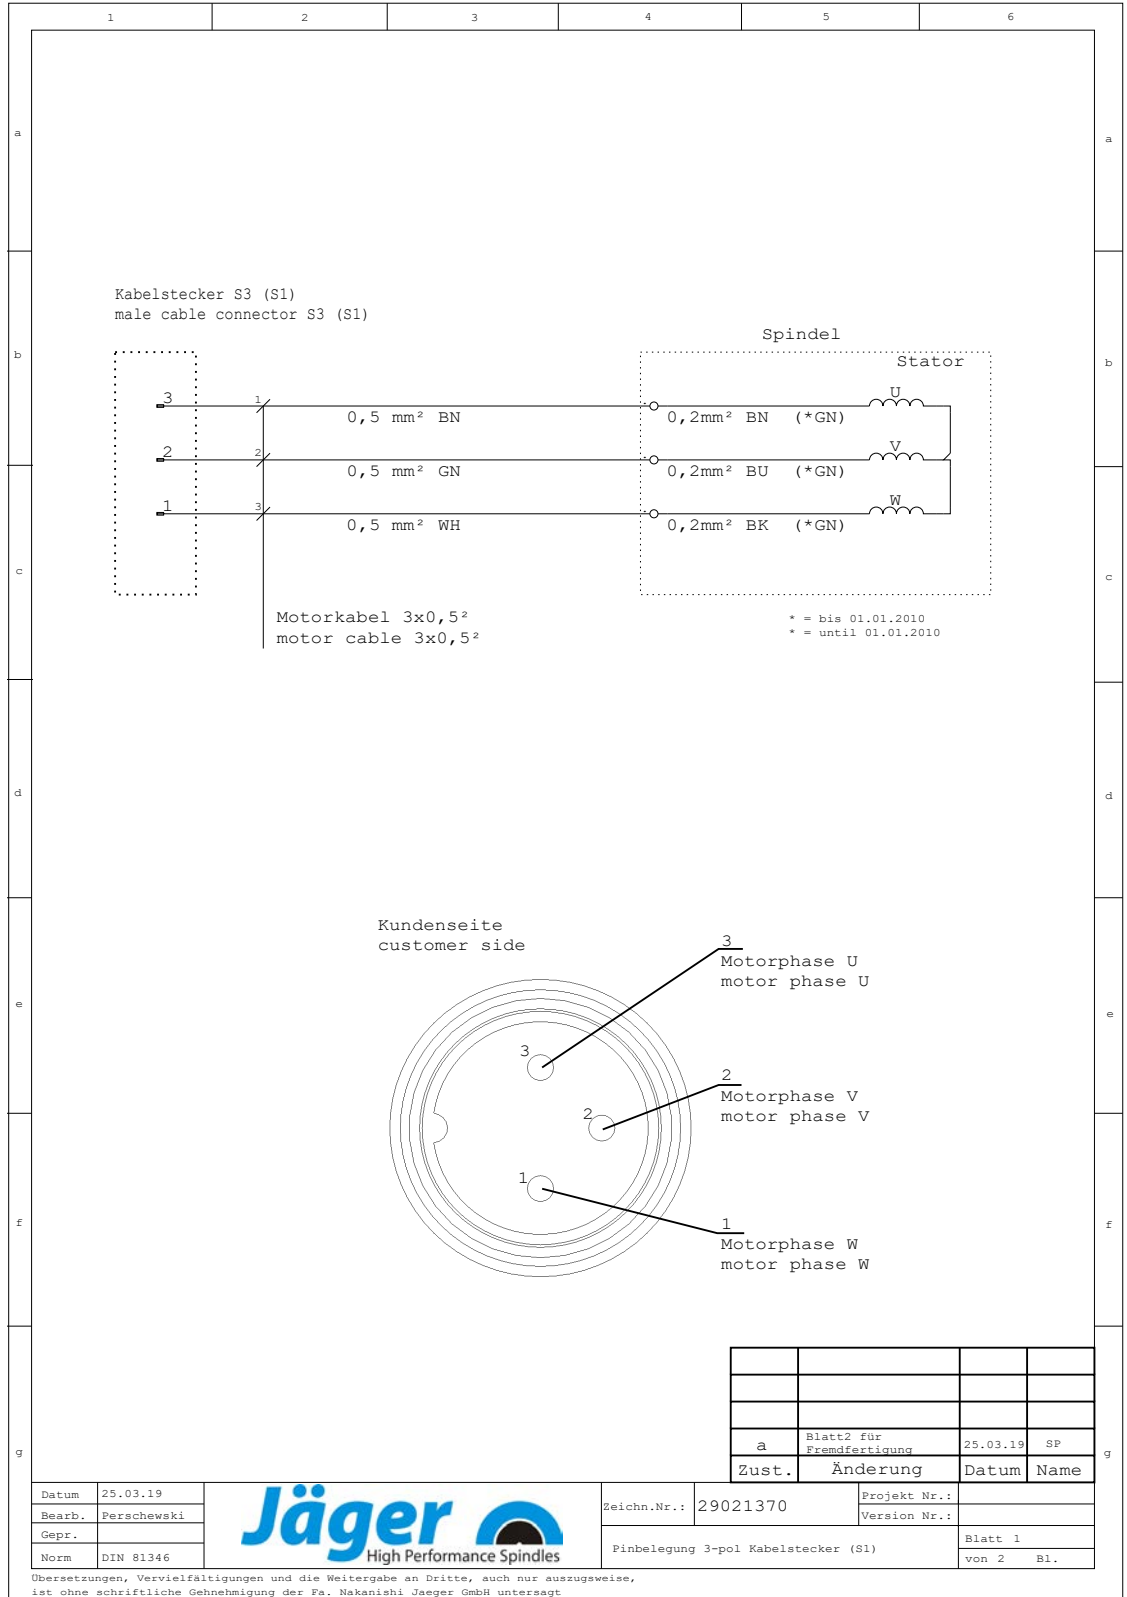 1 2 3 4 5 6
a a
Kabelstecker S3 (S1)
male cable connector S3 (S1)
Spindel
b b
Stator
3 1 U
0,5 mm² BN 0,2mm² BN (*GN)
2 2 V
0,5 mm² GN 0,2mm² BU (*GN)
1 3 W
0,5 mm² WH 0,2mm² BK (*GN)
c c
Motorkabel 3x0,5²
motor cable 3x0,5²
* = bis 01.01.2010
* = until 01.01.2010
d d
Kundenseite
customer side
3
Motorphase U
motor phase U
e e
3
2
Motorphase V
motor phase V
2
1
1
Motorphase W
motor phase W
f f
g g
a Blatt2 für Fremdfertigung 25.03.19 SP
Zust. Änderung Datum Name
Datum 25.03.19
Bearb. Perschewski
Gepr.
Norm DIN 81346
Jäger
High Performance Spindles
Zeichn.Nr.: 29021370
Projekt Nr.:
Version Nr.:
Pinbelegung 3-pol Kabelstecker (S1)
Blatt 1
von 2 Bl.
Übersetzungen, Vervielfältigungen und die Weitergabe an Dritte, auch nur auszugsweise,
ist ohne schriftliche Gehnehmigung der Fa. Nakanishi Jaeger GmbH untersagt